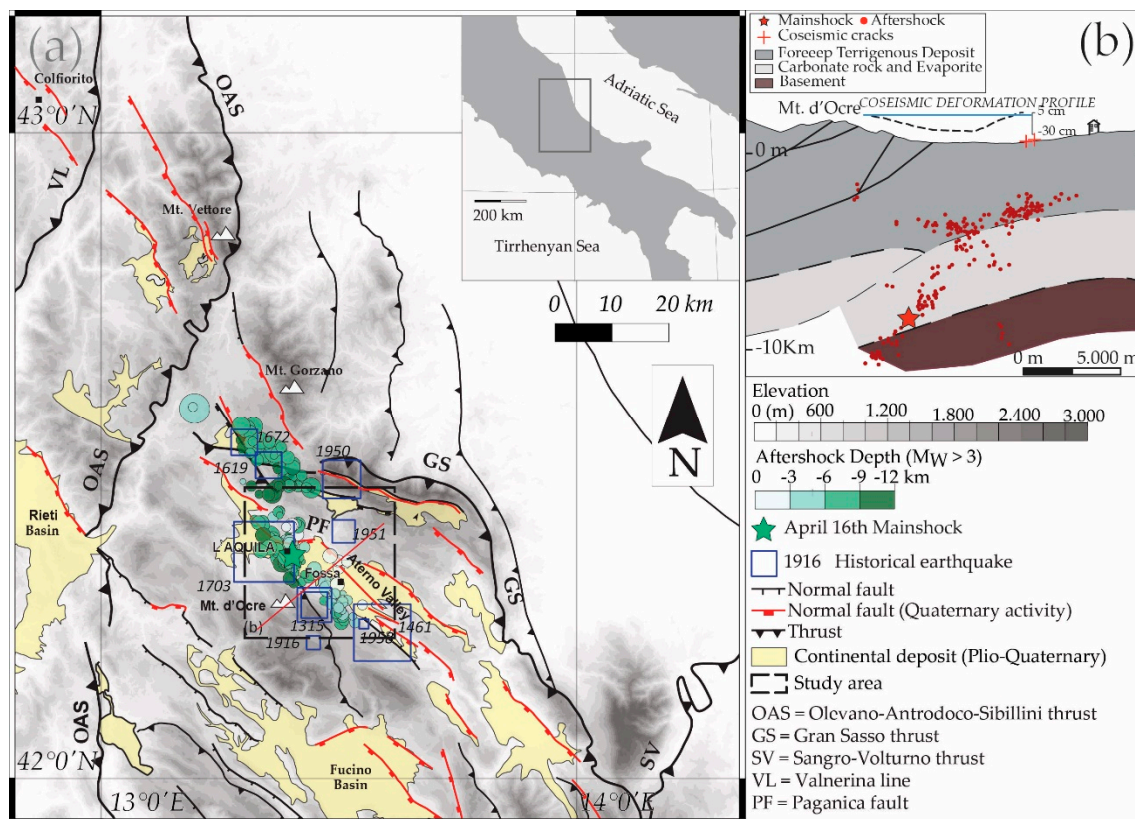 (a)
Colfiorito
43°0'N
OAS
VL
Mt. Vettore
Adriatic Sea
200 km
Tirrhenyan Sea
0 10 20 km
N
Mt. Gorzano
1672
1950
1619
GS
OAS
Rieti
Basin
PF
1951
L'AQUILA
Fossa
Aterno Valley
1703
Mt. d'Ocre
(b)
1315
1461
1958
1916
GS
OAS
SV
42°0'N
Fucino
Basin
13°0'E
14°0'E
(b)
Mainshock Aftershock
Coseismic cracks
Foreeep Terrigenous Deposit
Carbonate rock and Evaporite
Basement
Mt. d'Ocre COSEISMIC DEFORMATION PROFILE
5 cm
-30 cm
0 m
-10Km
0 m 5.000 m
Elevation
0 (m) 600 1.200 1.800 2.400 3.000
Aftershock Depth (MW > 3)
0 -3 -6 -9 -12 km
April 16th Mainshock
1916 Historical earthquake
Normal fault
Normal fault (Quaternary activity)
Thrust
Continental deposit (Plio-Quaternary)
Study area
OAS = Olevano-Antrodoco-Sibillini thrust
GS = Gran Sasso thrust
SV = Sangro-Volturno thrust
VL = Valnerina line
PF = Paganica fault